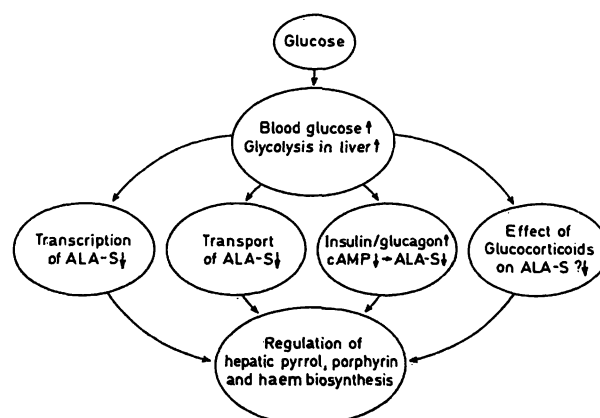 Glucose
Blood glucose↑
Glycolysis in liver↑
Transcription
of ALA-S↓
Transport
of ALA-S↓
Insulin/glucagon↑
cAMP↓→ALA-S↓
Effect of
Glucocorticoids
on ALA-S ?↓
Regulation of
hepatic pyrrol, porphyrin
and haem biosynthesis